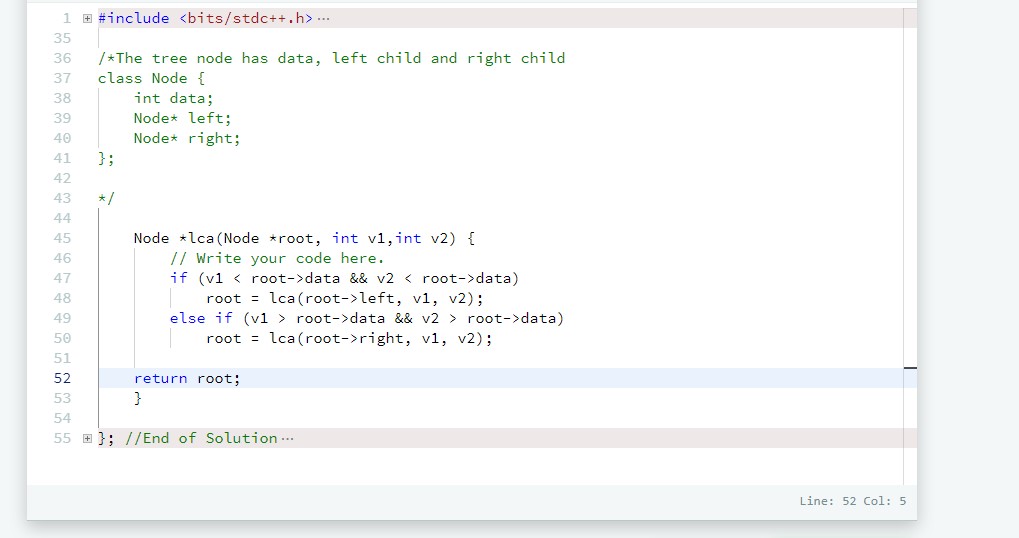 1 #include <bits/stdc++.h> ⋯
35
36 /*The tree node has data, left child and right child
37 class Node {
38     int data;
39     Node* left;
40     Node* right;
41 };
42
43 */
44
45     Node *lca(Node *root, int v1,int v2) {
46         // Write your code here.
47         if (v1 < root->data && v2 < root->data)
48             root = lca(root->left, v1, v2);
49         else if (v1 > root->data && v2 > root->data)
50             root = lca(root->right, v1, v2);
51
52     return root;
53     }
54
55 }; //End of Solution ⋯
Line: 52 Col: 5